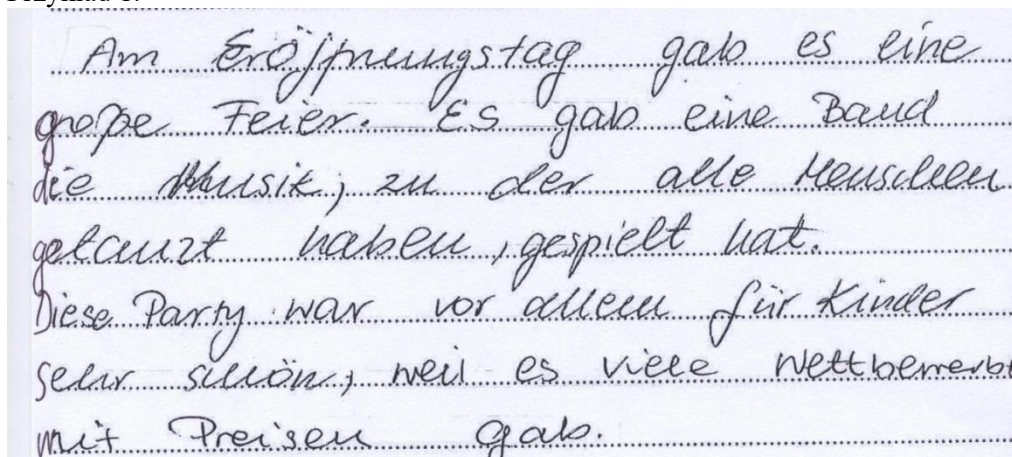 Am Eröffnungstag gab es eine
große Feier. Es gab eine Band
die Musik, zu der alle Menschen
getanzt haben, gespielt hat.
Diese Party war vor allem für Kinder
sehr schön, weil es viele Wettbewerb
mit Preisen gab.